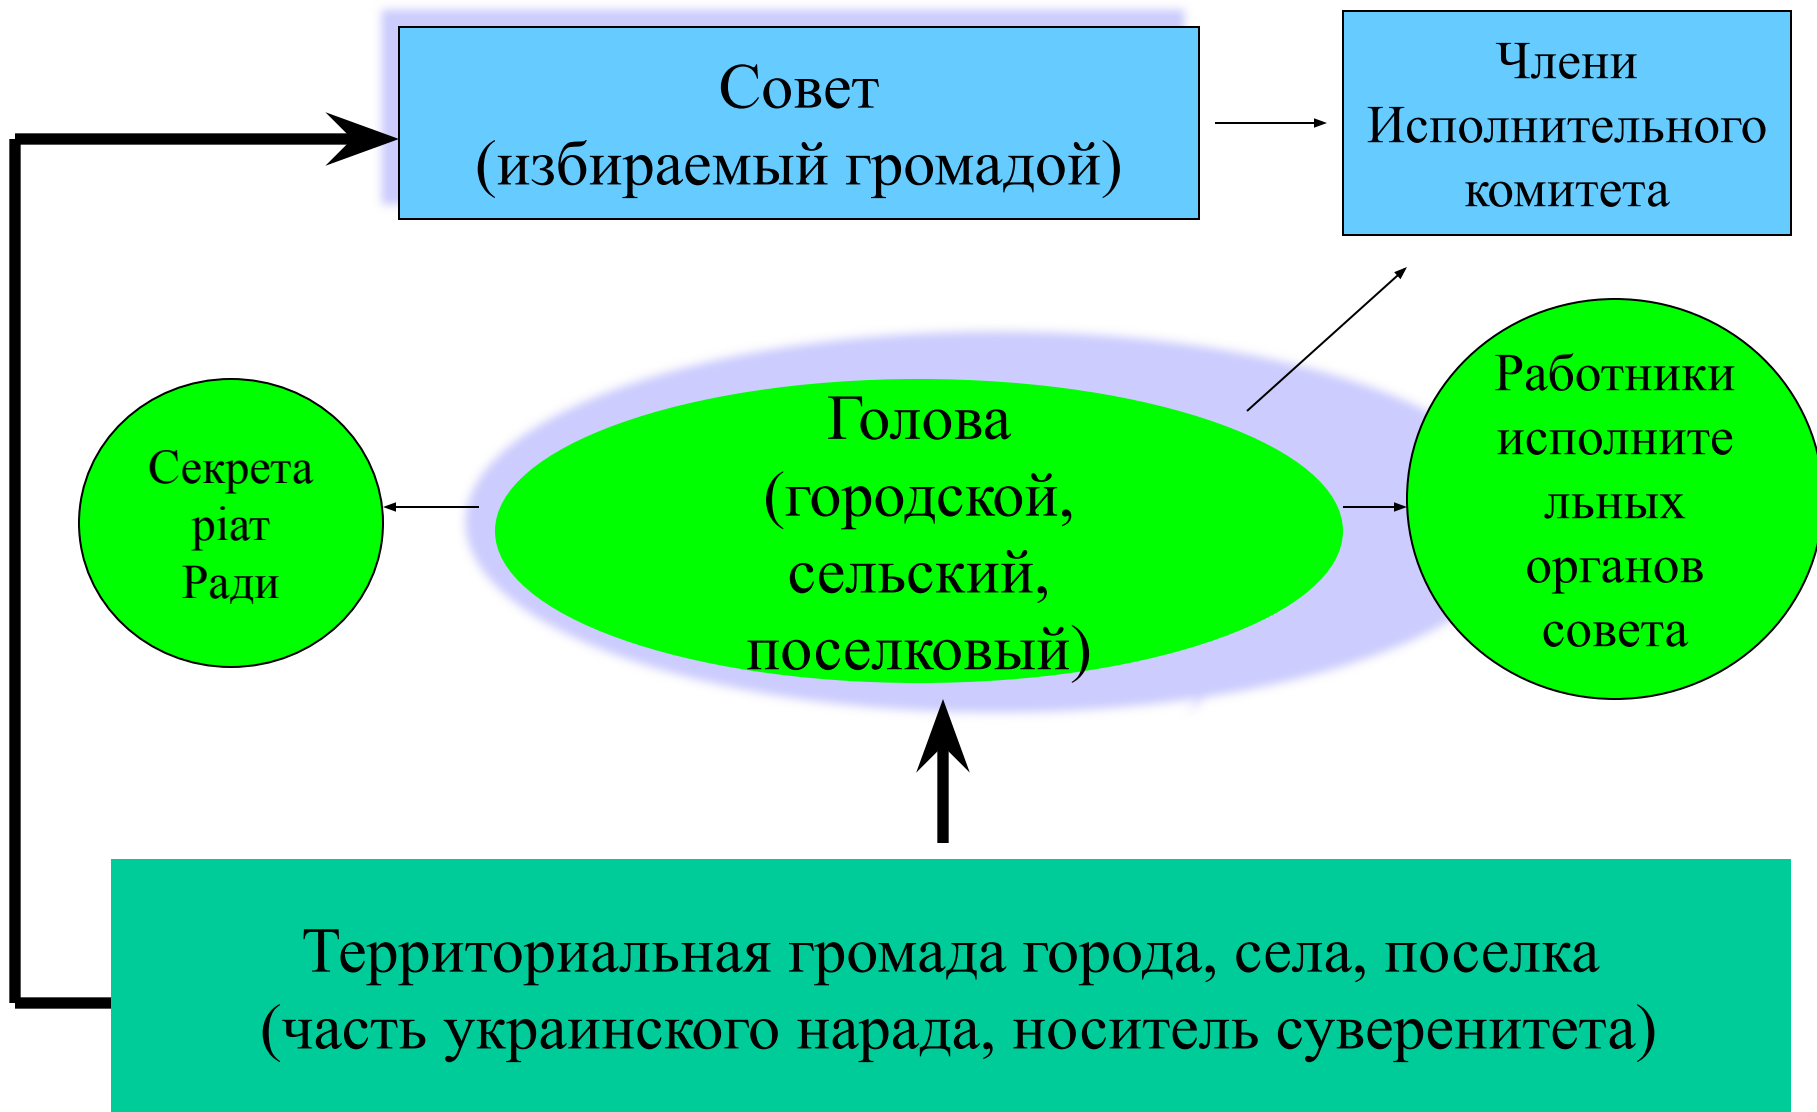 Совет
(избираемый громадой)
Члени
Исполнительного
комитета
Секрета
ріат
Ради
Голова
(городской,
сельский,
поселковый)
Работники
исполните
льных
органов
совета
Территориальная громада города, села, поселка
(часть украинского нарада, носитель суверенитета)